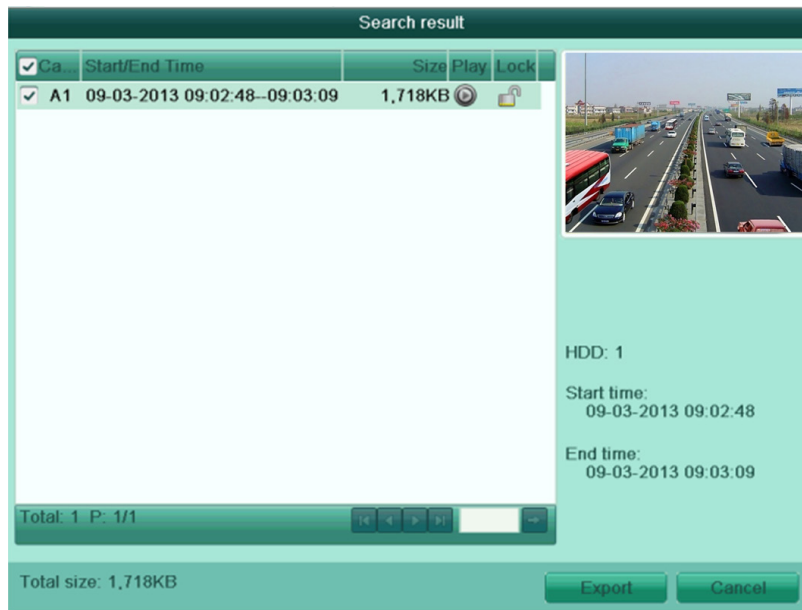 Search result
Ca... Start/End Time Size Play Lock
A1 09-03-2013 09:02:48--09:03:09 1,718KB
HDD: 1
Start time:
09-03-2013 09:02:48
End time:
09-03-2013 09:03:09
Total: 1 P: 1/1
Total size: 1,718KB
Export Cancel